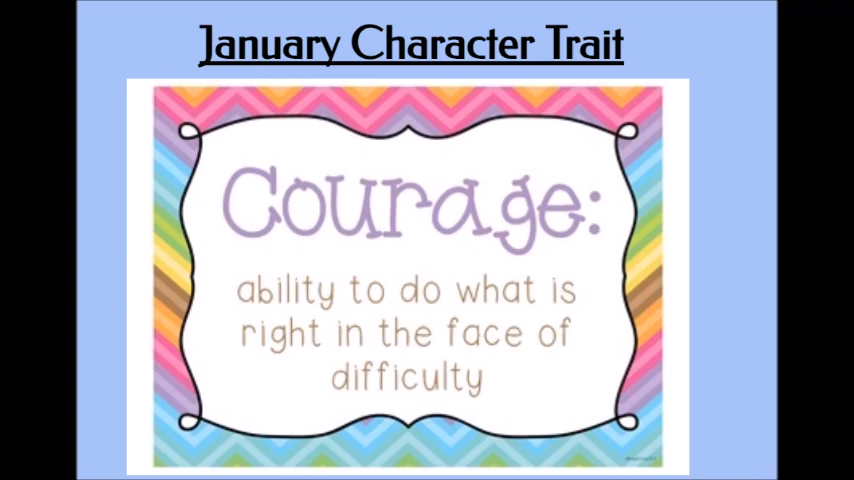 January Character Trait
Courage:
ability to do what is
right in the face of
difficulty